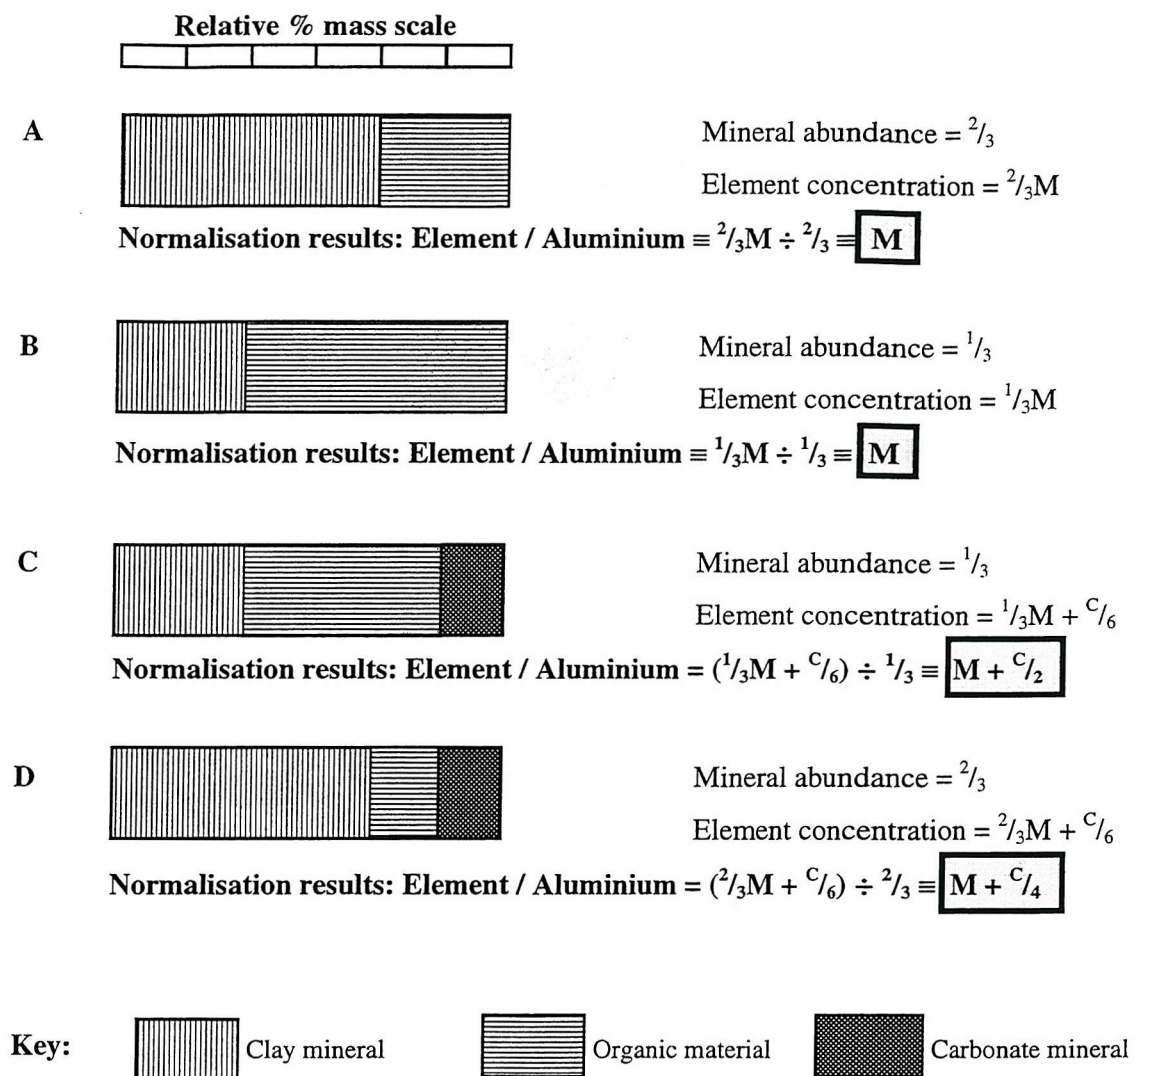 Relative % mass scale
A
Mineral abundance = ²/₃
Element concentration = ²/₃M
Normalisation results: Element / Aluminium ≡ ²/₃M ÷ ²/₃ ≡ M
B
Mineral abundance = ¹/₃
Element concentration = ¹/₃M
Normalisation results: Element / Aluminium ≡ ¹/₃M ÷ ¹/₃ ≡ M
C
Mineral abundance = ¹/₃
Element concentration = ¹/₃M + ᶜ/₆
Normalisation results: Element / Aluminium = (¹/₃M + ᶜ/₆) ÷ ¹/₃ ≡ M + ᶜ/₂
D
Mineral abundance = ²/₃
Element concentration = ²/₃M + ᶜ/₆
Normalisation results: Element / Aluminium = (²/₃M + ᶜ/₆) ÷ ²/₃ ≡ M + ᶜ/₄
Key: Clay mineral Organic material Carbonate mineral